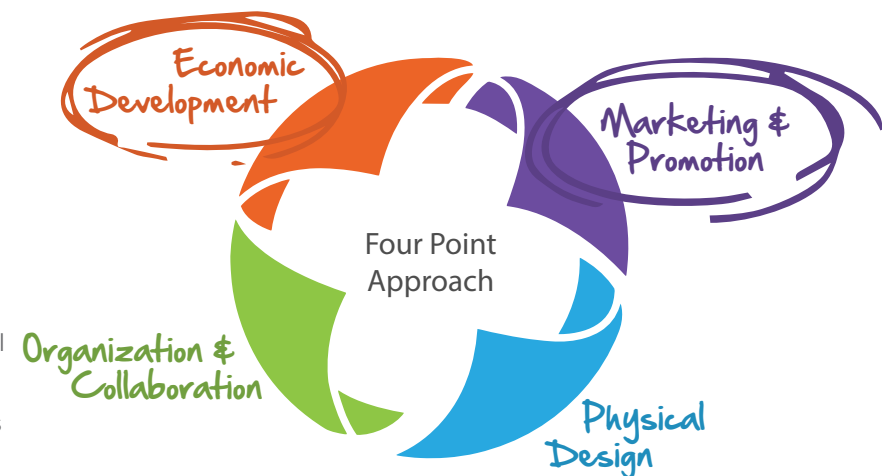 Economic
Development
Marketing &
Promotion
Four Point
Approach
Organization &
Collaboration
Physical
Design